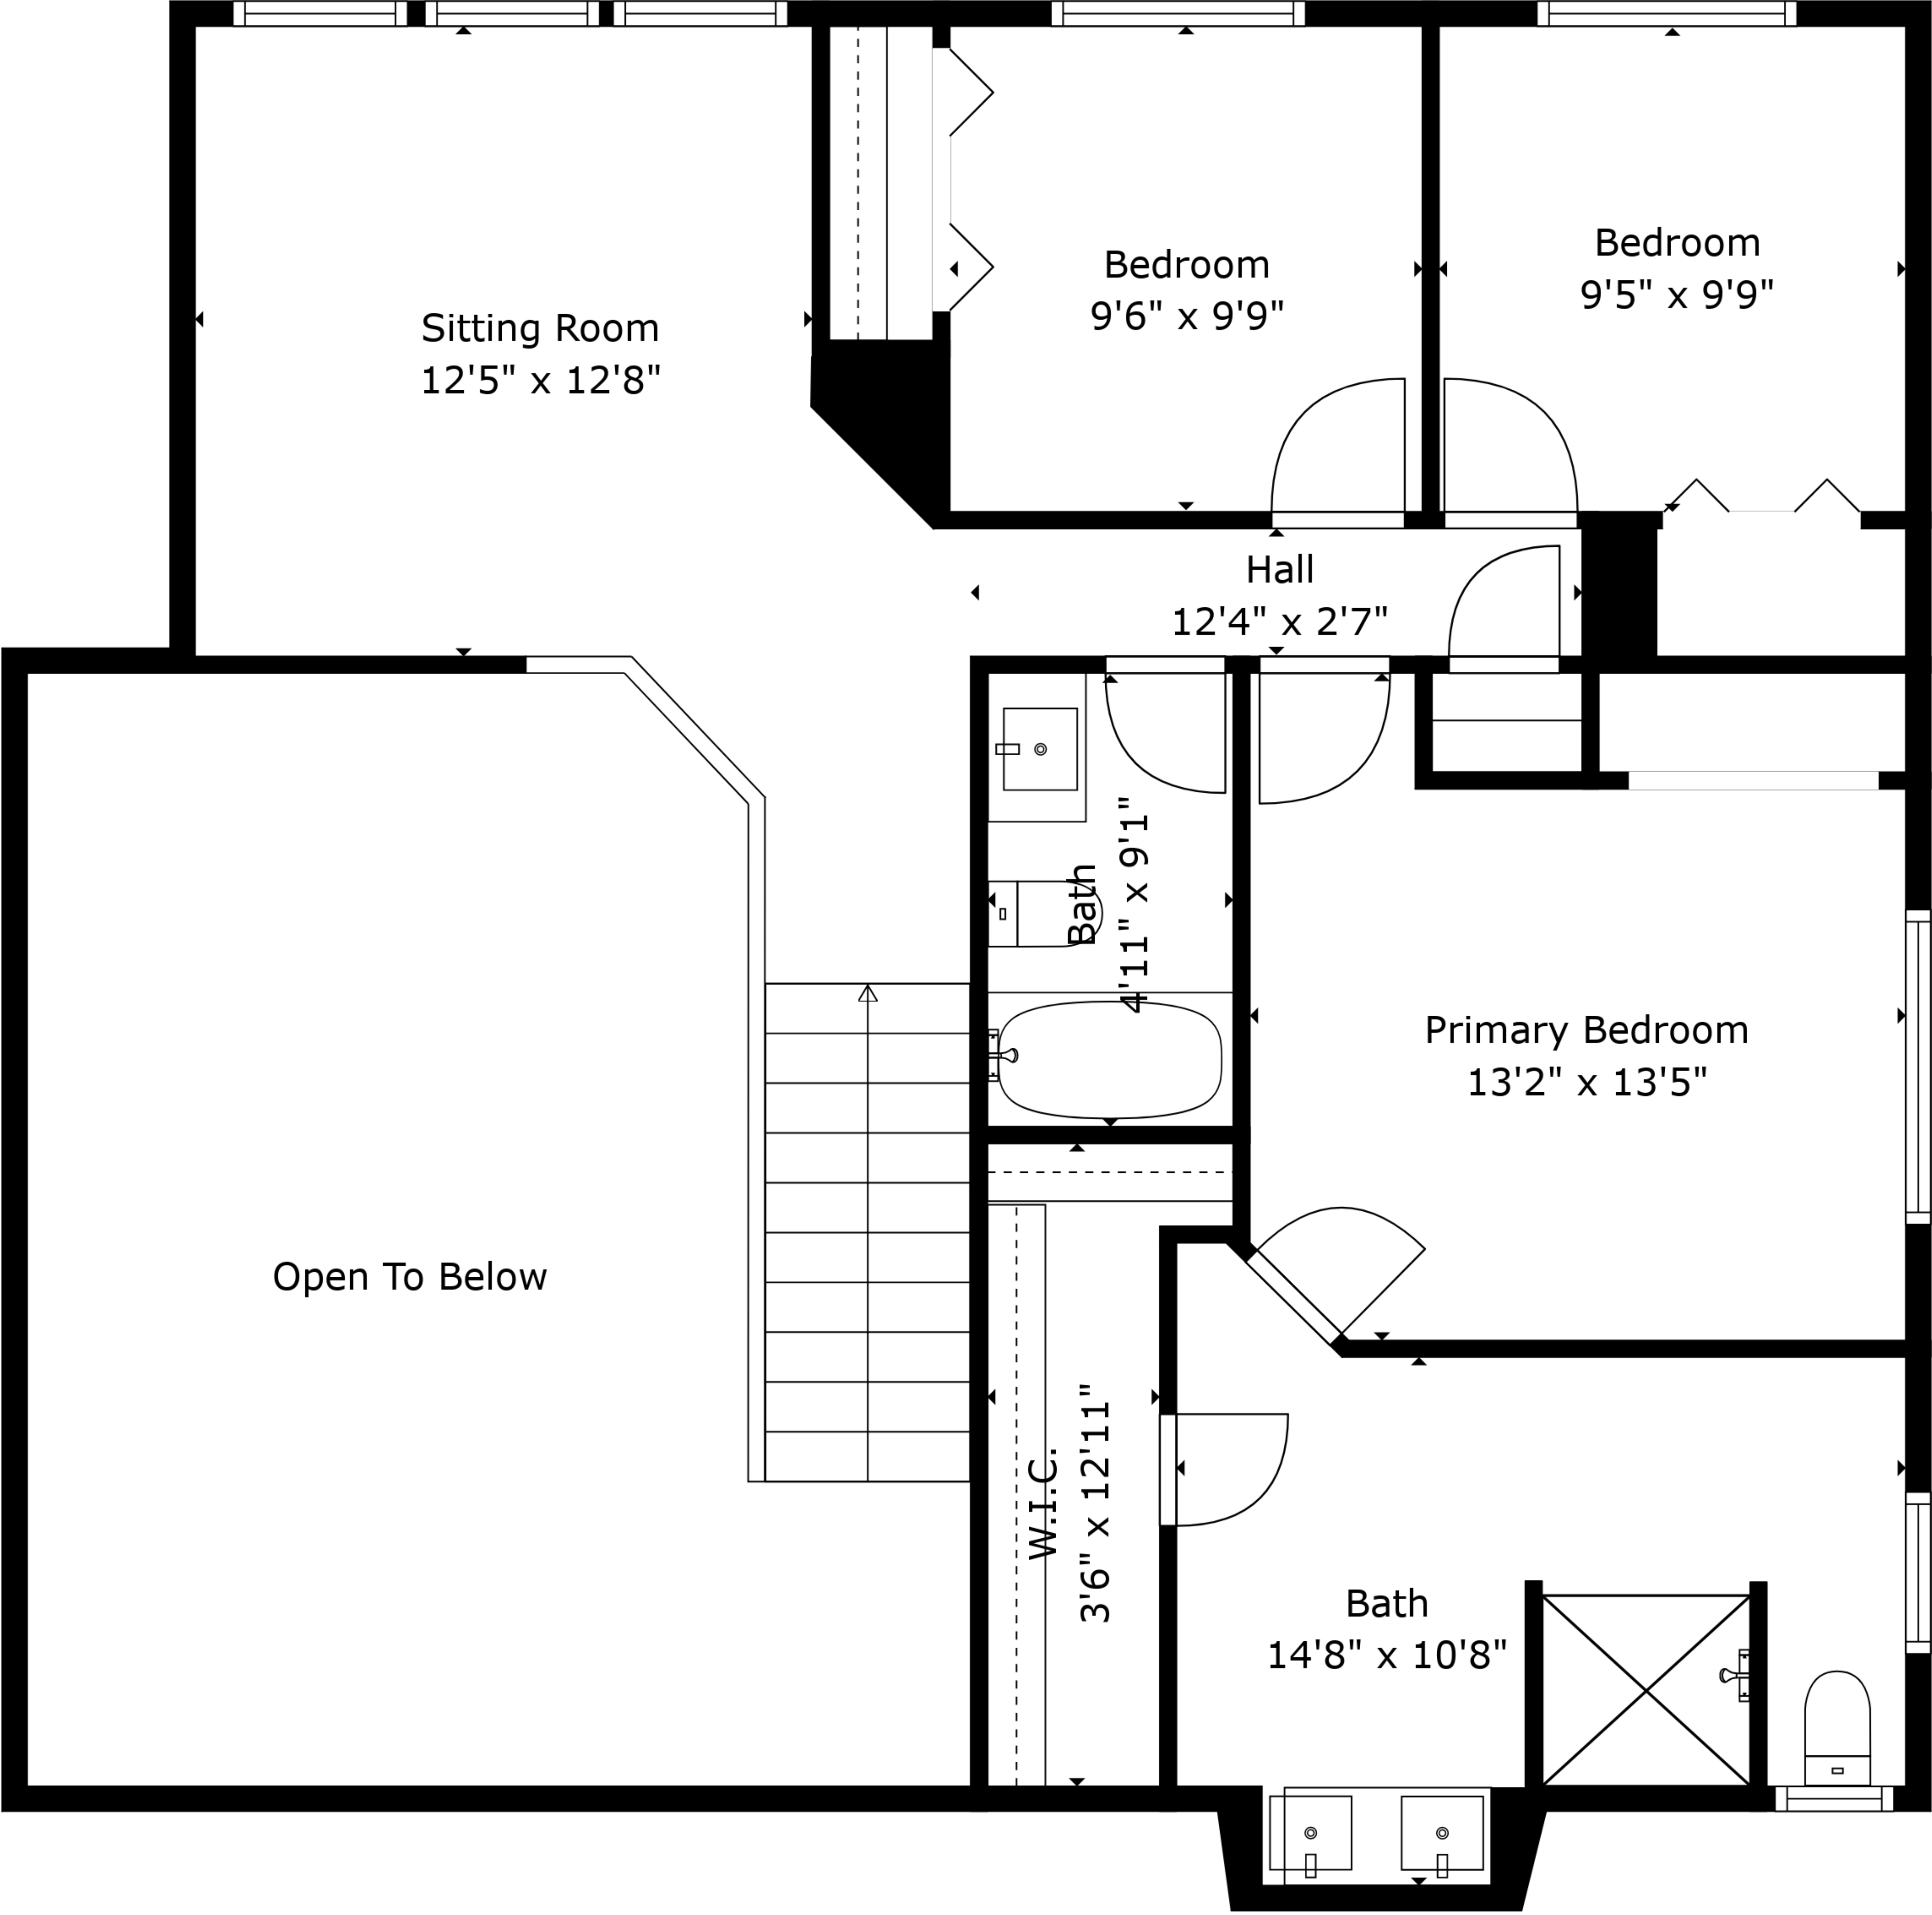 Bedroom
9'5" x 9'9"
Bedroom
9'6" x 9'9"
Sitting Room
12'5" x 12'8"
Hall
12'4" x 2'7"
Bath
4'11" x 9'1"
Primary Bedroom
13'2" x 13'5"
Open To Below
W.I.C.
3'6" x 12'11"
Bath
14'8" x 10'8"